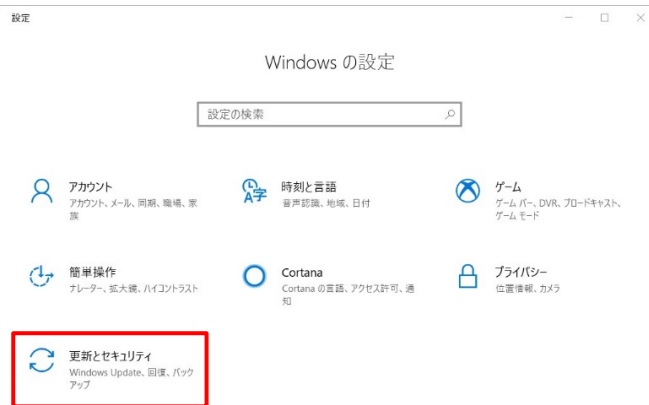 設定
Windows の設定
設定の検索
アカウント
アカウント、メール、同期、職場、家
族
時刻と言語
音声認識、地域、日付
ゲーム
ゲーム バー、DVR、ブロードキャスト、
ゲーム モード
簡単操作
ナレーター、拡大鏡、ハイコントラスト
Cortana
Cortana の言語、アクセス許可、通
知
プライバシー
位置情報、カメラ
更新とセキュリティ
Windows Update、回復、バック
アップ